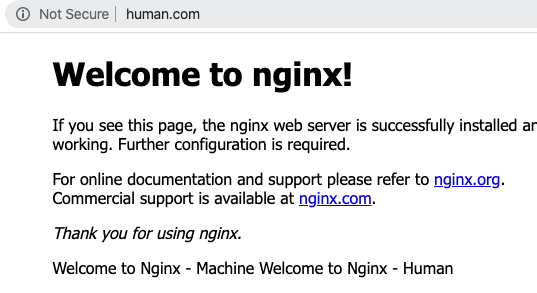 Not Secure | human.com
Welcome to nginx!
If you see this page, the nginx web server is successfully installed
working. Further configuration is required.
For online documentation and support please refer to nginx.org.
Commercial support is available at nginx.com.
Thank you for using nginx.
Welcome to Nginx - Machine Welcome to Nginx - Human